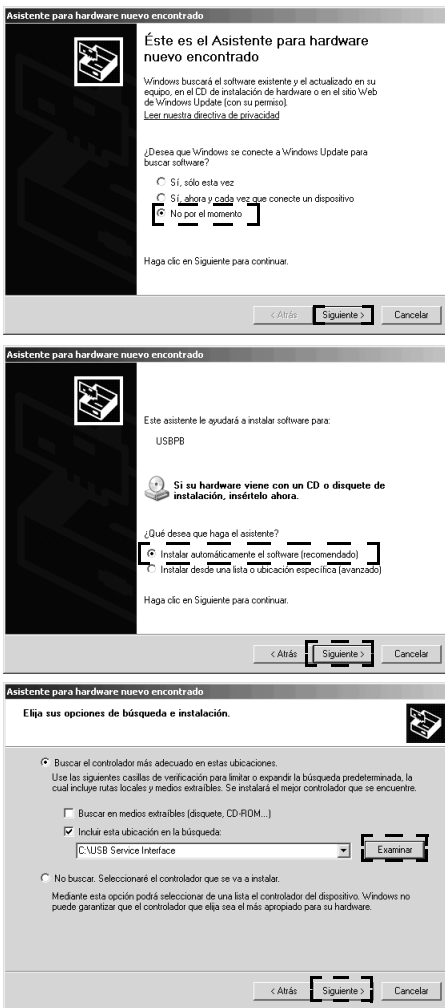 Asistente para hardware nuevo encontrado
Éste es el Asistente para hardware
nuevo encontrado
Windows buscará el software existente y el actualizado en su
equipo, en el CD de instalación de hardware o en el sitio Web
de Windows Update (con su permiso).
Leer nuestra directiva de privacidad
¿Desea que Windows se conecte a Windows Update para
buscar software?
Sí, sólo esta vez
Sí, ahora y cada vez que conecte un dispositivo
No por el momento
Haga clic en Siguiente para continuar.
< Atrás Siguiente > Cancelar
Asistente para hardware nuevo encontrado
Este asistente le ayudará a instalar software para:
USBPB
Si su hardware viene con un CD o disquete de
instalación, insértelo ahora.
¿Qué desea que haga el asistente?
Instalar automáticamente el software (recomendado)
Instalar desde una lista o ubicación específica (avanzado)
Haga clic en Siguiente para continuar.
< Atrás Siguiente > Cancelar
Asistente para hardware nuevo encontrado
Elija sus opciones de búsqueda e instalación.
Buscar el controlador más adecuado en estas ubicaciones.
Use las siguientes casillas de verificación para limitar o expandir la búsqueda predeterminada, la
cual incluye rutas locales y medios extraíbles. Se instalará el mejor controlador que se encuentre.
Buscar en medios extraíbles (disquete, CD-ROM...)
Incluir esta ubicación en la búsqueda:
C:\USB Service Interface Examinar
No buscar. Seleccionaré el controlador que se va a instalar.
Mediante esta opción podrá seleccionar de una lista el controlador del dispositivo. Windows no
puede garantizar que el controlador que elija sea el más apropiado para su hardware.
< Atrás Siguiente > Cancelar